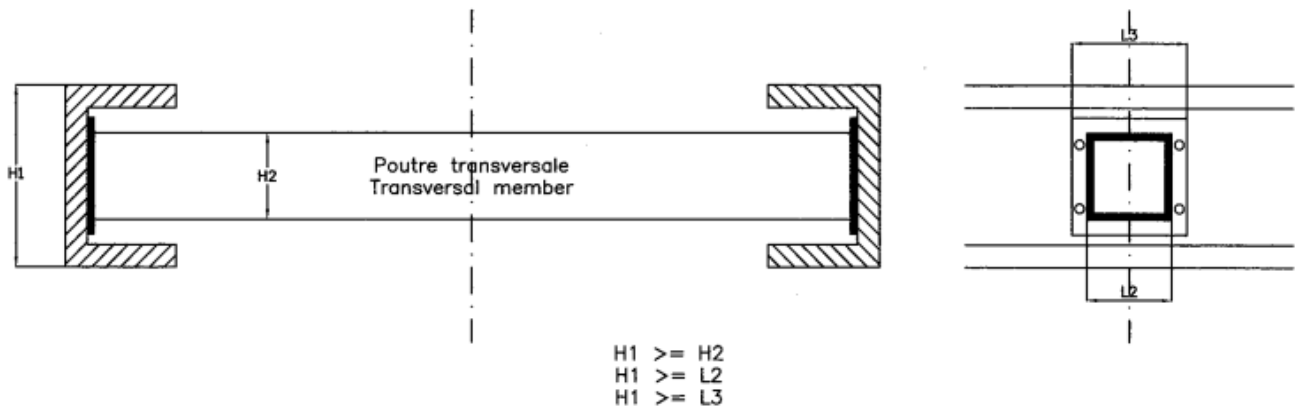 L3
H1
H2
Poutre transversale
Transversal member
L2
H1 >= H2
H1 >= L2
H1 >= L3